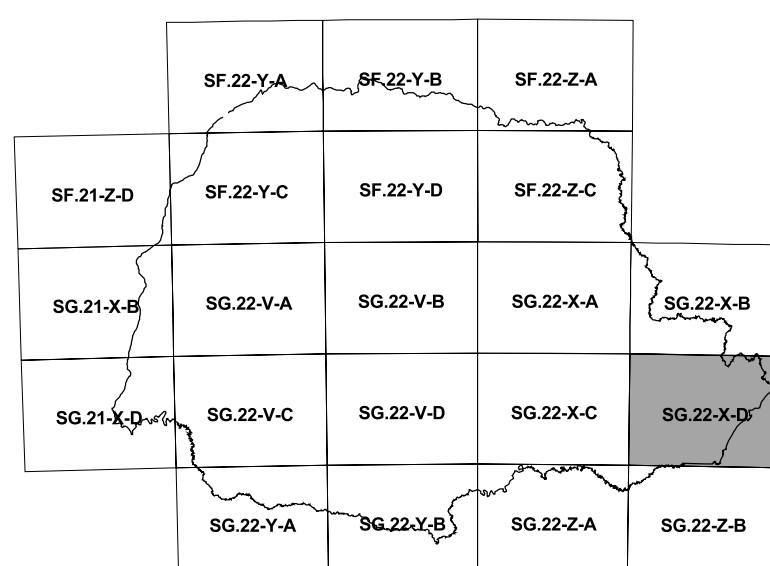 SF.22-Y-A SF.22-Y-B SF.22-Z-A
SF.21-Z-D SF.22-Y-C SF.22-Y-D SF.22-Z-C
SG.21-X-B SG.22-V-A SG.22-V-B SG.22-X-A SG.22-X-B
SG.21-X-D SG.22-V-C SG.22-V-D SG.22-X-C SG.22-X-D
SG.22-Y-A SG.22-Y-B SG.22-Z-A SG.22-Z-B